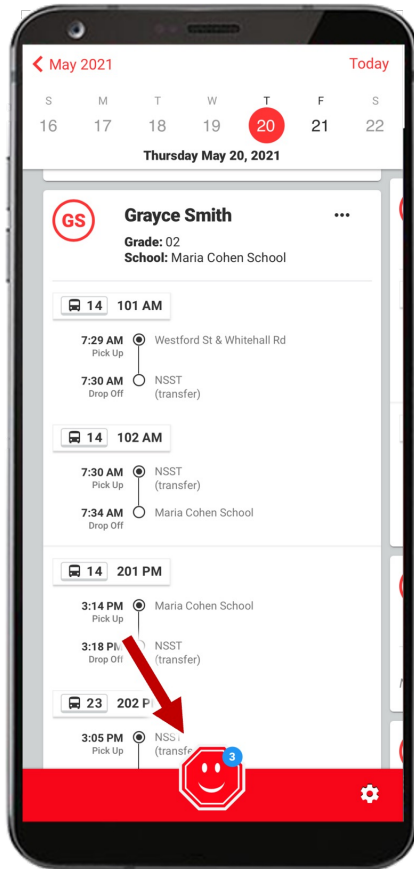 May 2021 Today
S M T W T F S
16 17 18 19 20 21 22
Thursday May 20, 2021
GS
Grayce Smith
Grade: 02
School: Maria Cohen School
14 101 AM
7:29 AM Westford St & Whitehall Rd
Pick Up
7:30 AM NSST
Drop Off (transfer)
14 102 AM
7:30 AM NSST
Pick Up (transfer)
7:34 AM Maria Cohen School
Drop Off
14 201 PM
3:14 PM Maria Cohen School
Pick Up
3:18 PM NSST
Drop Off (transfer)
23 202 P
3:05 PM NSST
Pick Up (transfe
3